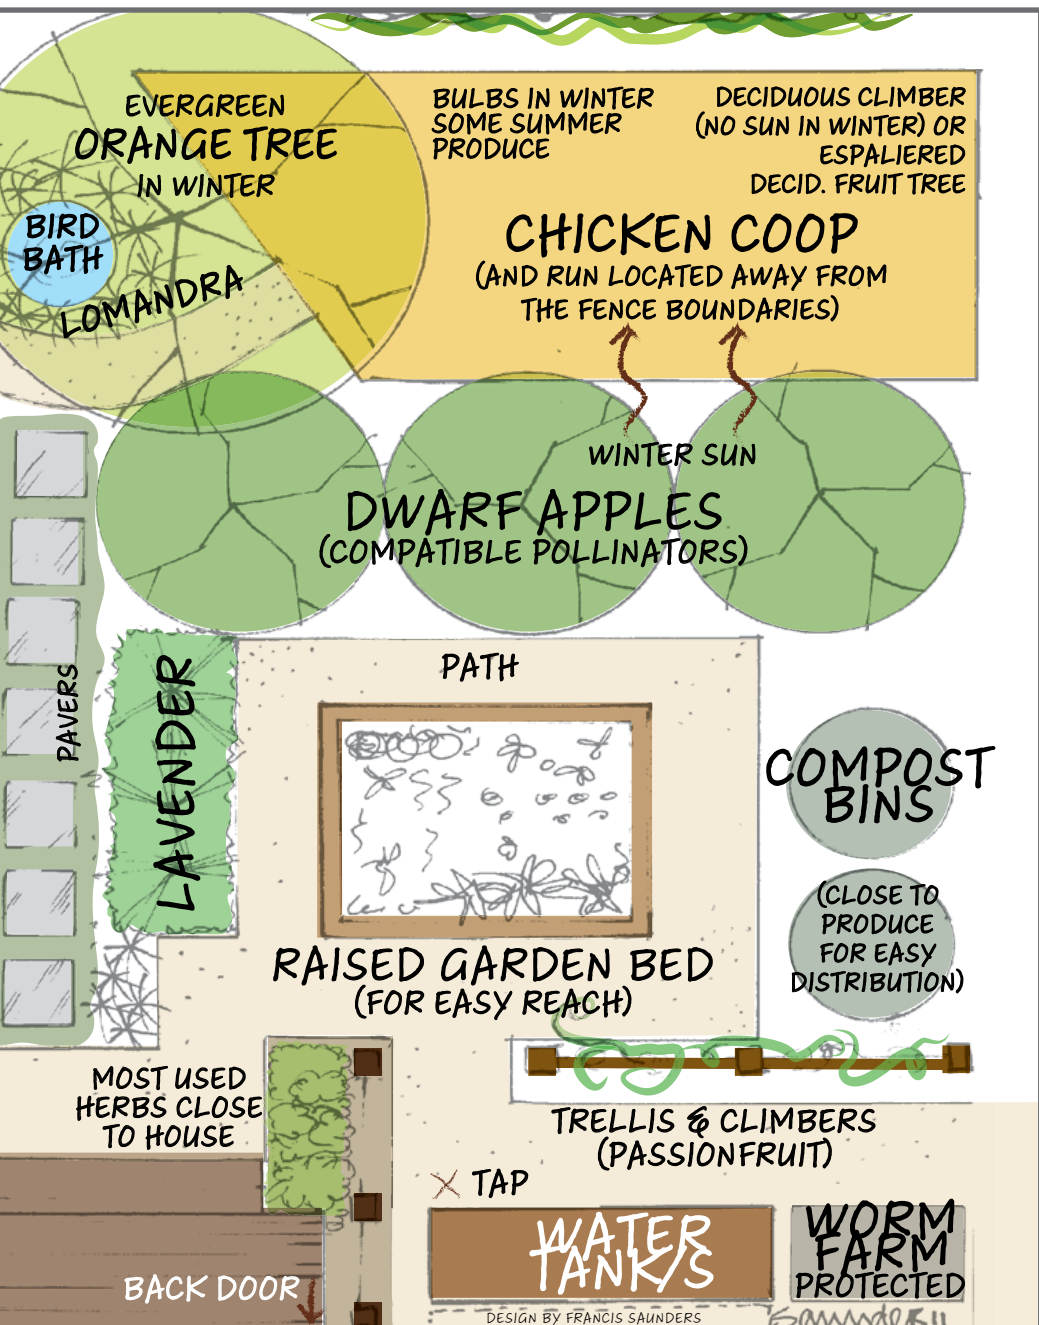 EVERGREEN
ORANGE TREE
IN WINTER
BULBS IN WINTER
SOME SUMMER
PRODUCE
DECIDUOUS CLIMBER
(NO SUN IN WINTER) OR
ESPALIERED
DECID. FRUIT TREE
BIRD
BATH
LOMANDRA
CHICKEN COOP
(AND RUN LOCATED AWAY FROM
THE FENCE BOUNDARIES)
WINTER SUN
DWARF APPLES
(COMPATIBLE POLLINATORS)
PAVERS
LAVENDER
PATH
COMPOST
BINS
(CLOSE TO
PRODUCE
FOR EASY
DISTRIBUTION)
RAISED GARDEN BED
(FOR EASY REACH)
MOST USED
HERBS CLOSE
TO HOUSE
TRELLIS & CLIMBERS
(PASSIONFRUIT)
TAP
WATER
TANK/S
WORM
FARM
PROTECTED
BACK DOOR
DESIGN BY FRANCIS SAUNDERS